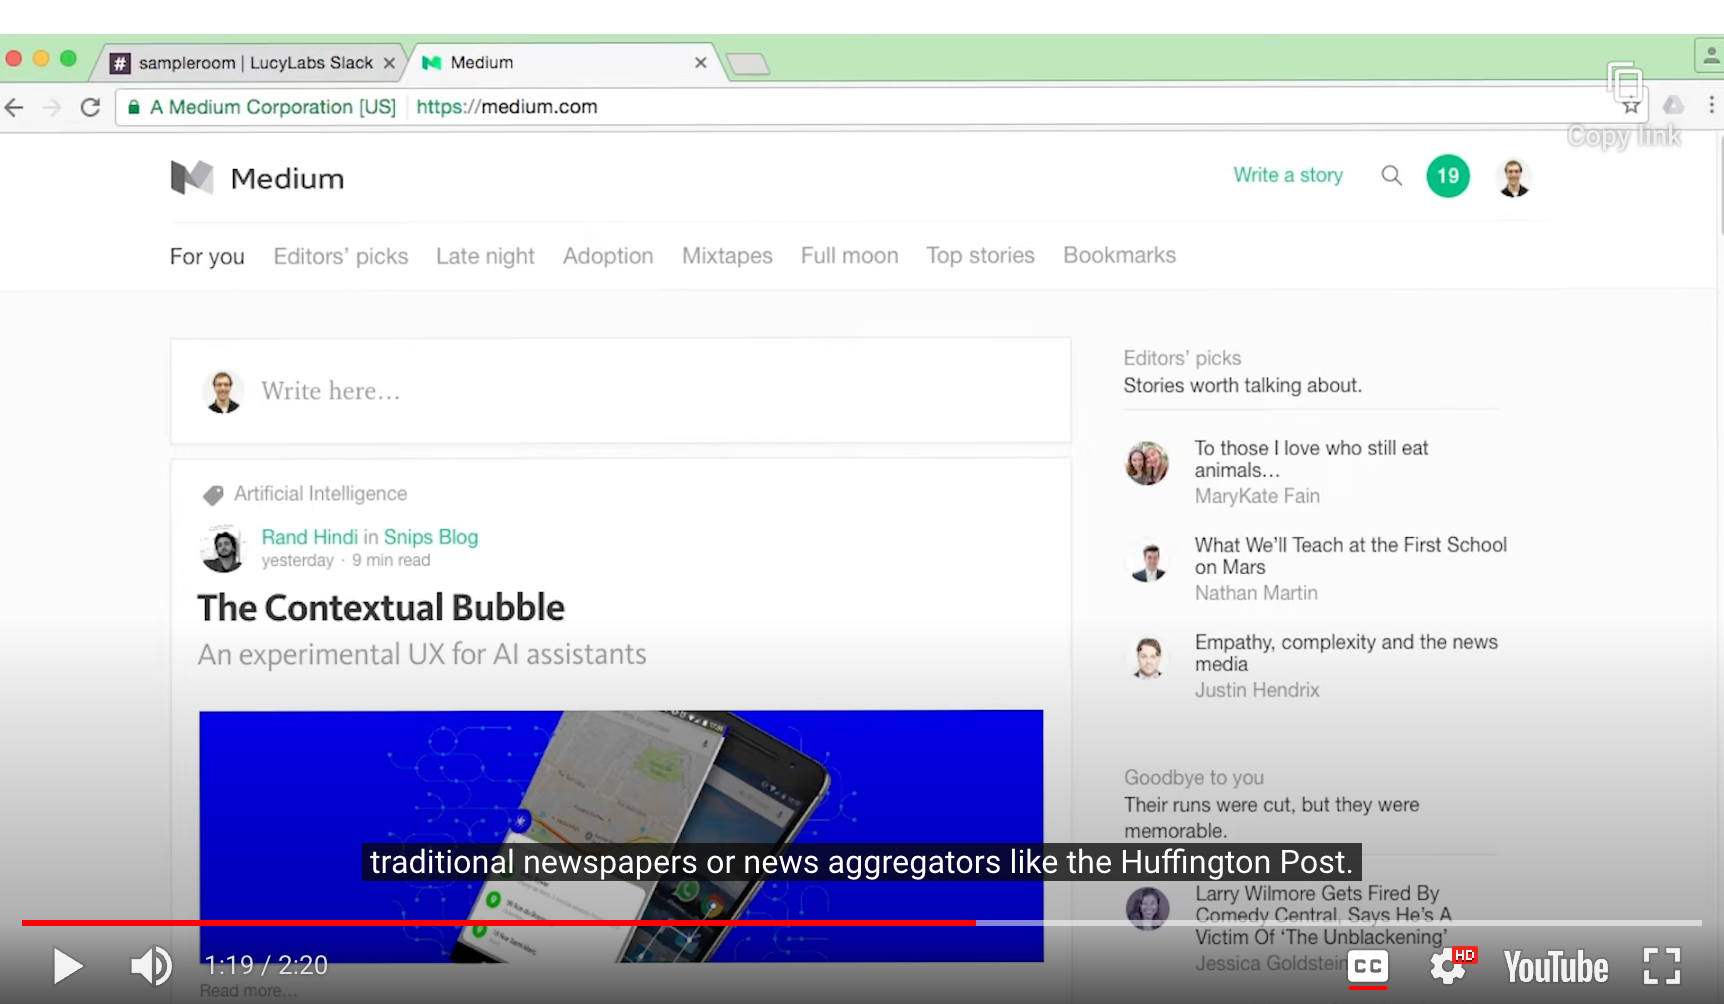 sampleroom | LucyLabs Slack
Medium
A Medium Corporation [US]
https://medium.com
Copy link
Medium
Write a story
19
For you
Editors’ picks
Late night
Adoption
Mixtapes
Full moon
Top stories
Bookmarks
Write here…
Artificial Intelligence
Rand Hindi in Snips Blog
yesterday · 9 min read
The Contextual Bubble
An experimental UX for AI assistants
Read more…
Editors’ picks
Stories worth talking about.
To those I love who still eat
animals…
MaryKate Fain
What We’ll Teach at the First School
on Mars
Nathan Martin
Empathy, complexity and the news
media
Justin Hendrix
Goodbye to you
Their runs were cut, but they were
memorable.
Larry Wilmore Gets Fired By
Comedy Central, Says He’s A
Victim Of ‘The Unblackening’
Jessica Goldstein
traditional newspapers or news aggregators like the Huffington Post.
1:19 / 2:20
CC
HD
YouTube